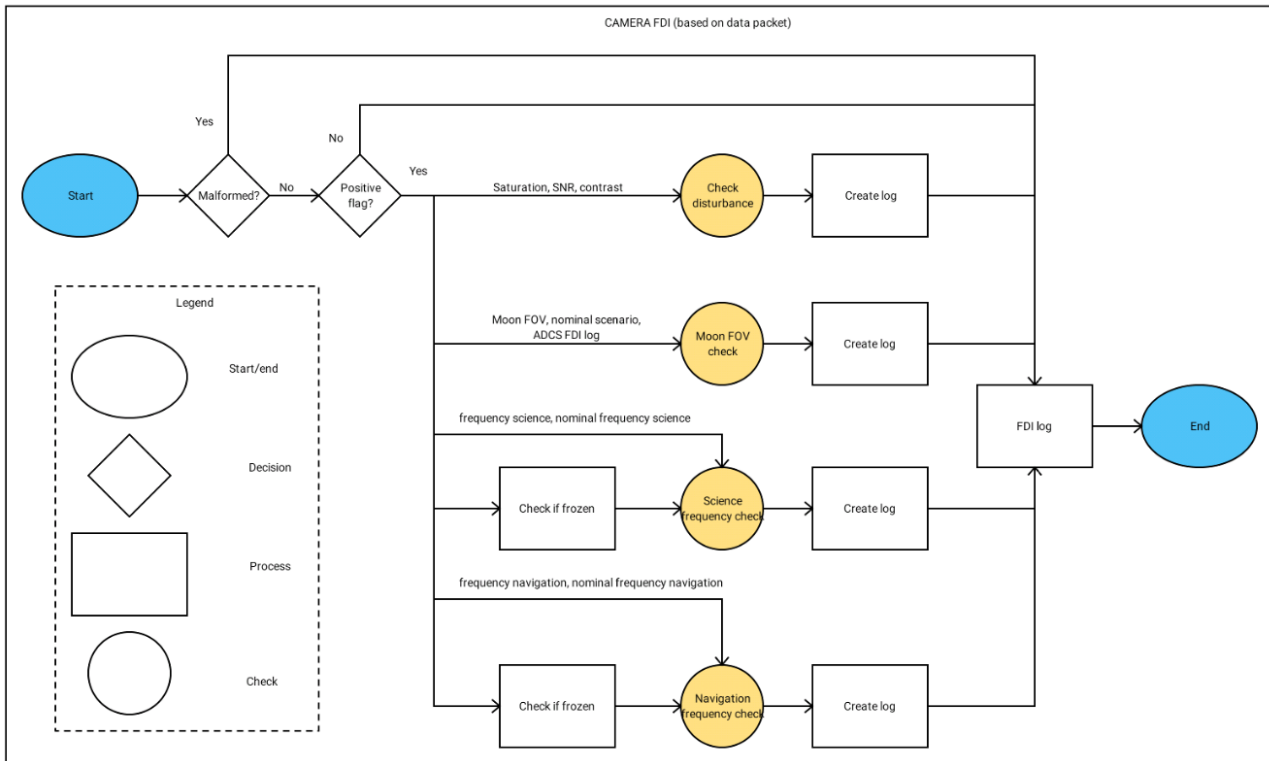 CAMERA FDI (based on data packet)
Yes
No
Start
Malformed?
No
Positive
flag?
Yes
Saturation, SNR, contrast
Check
disturbance
Create log
Legend
Start/end
Decision
Process
Check
Moon FOV, nominal scenario,
ADCS FDI log
Moon FOV
check
Create log
frequency science, nominal frequency science
Check if frozen
Science
frequency check
Create log
FDI log
End
frequency navigation, nominal frequency navigation
Check if frozen
Navigation
frequency check
Create log